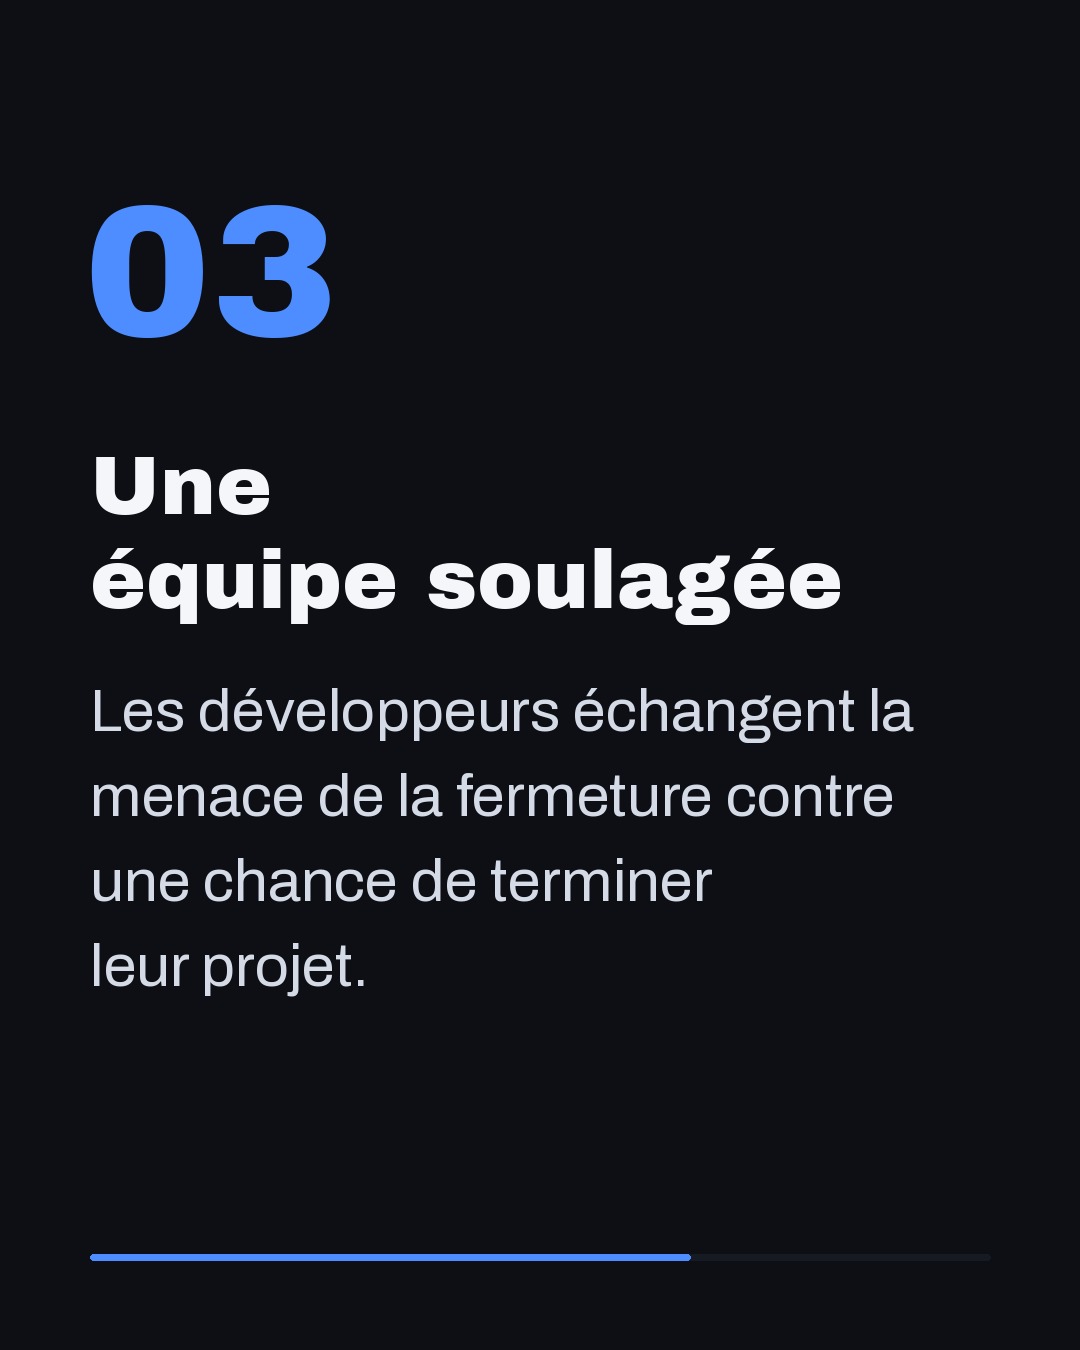 03
Une
équipe soulagée
Les développeurs échangent la
menace de la fermeture contre
une chance de terminer
leur projet.